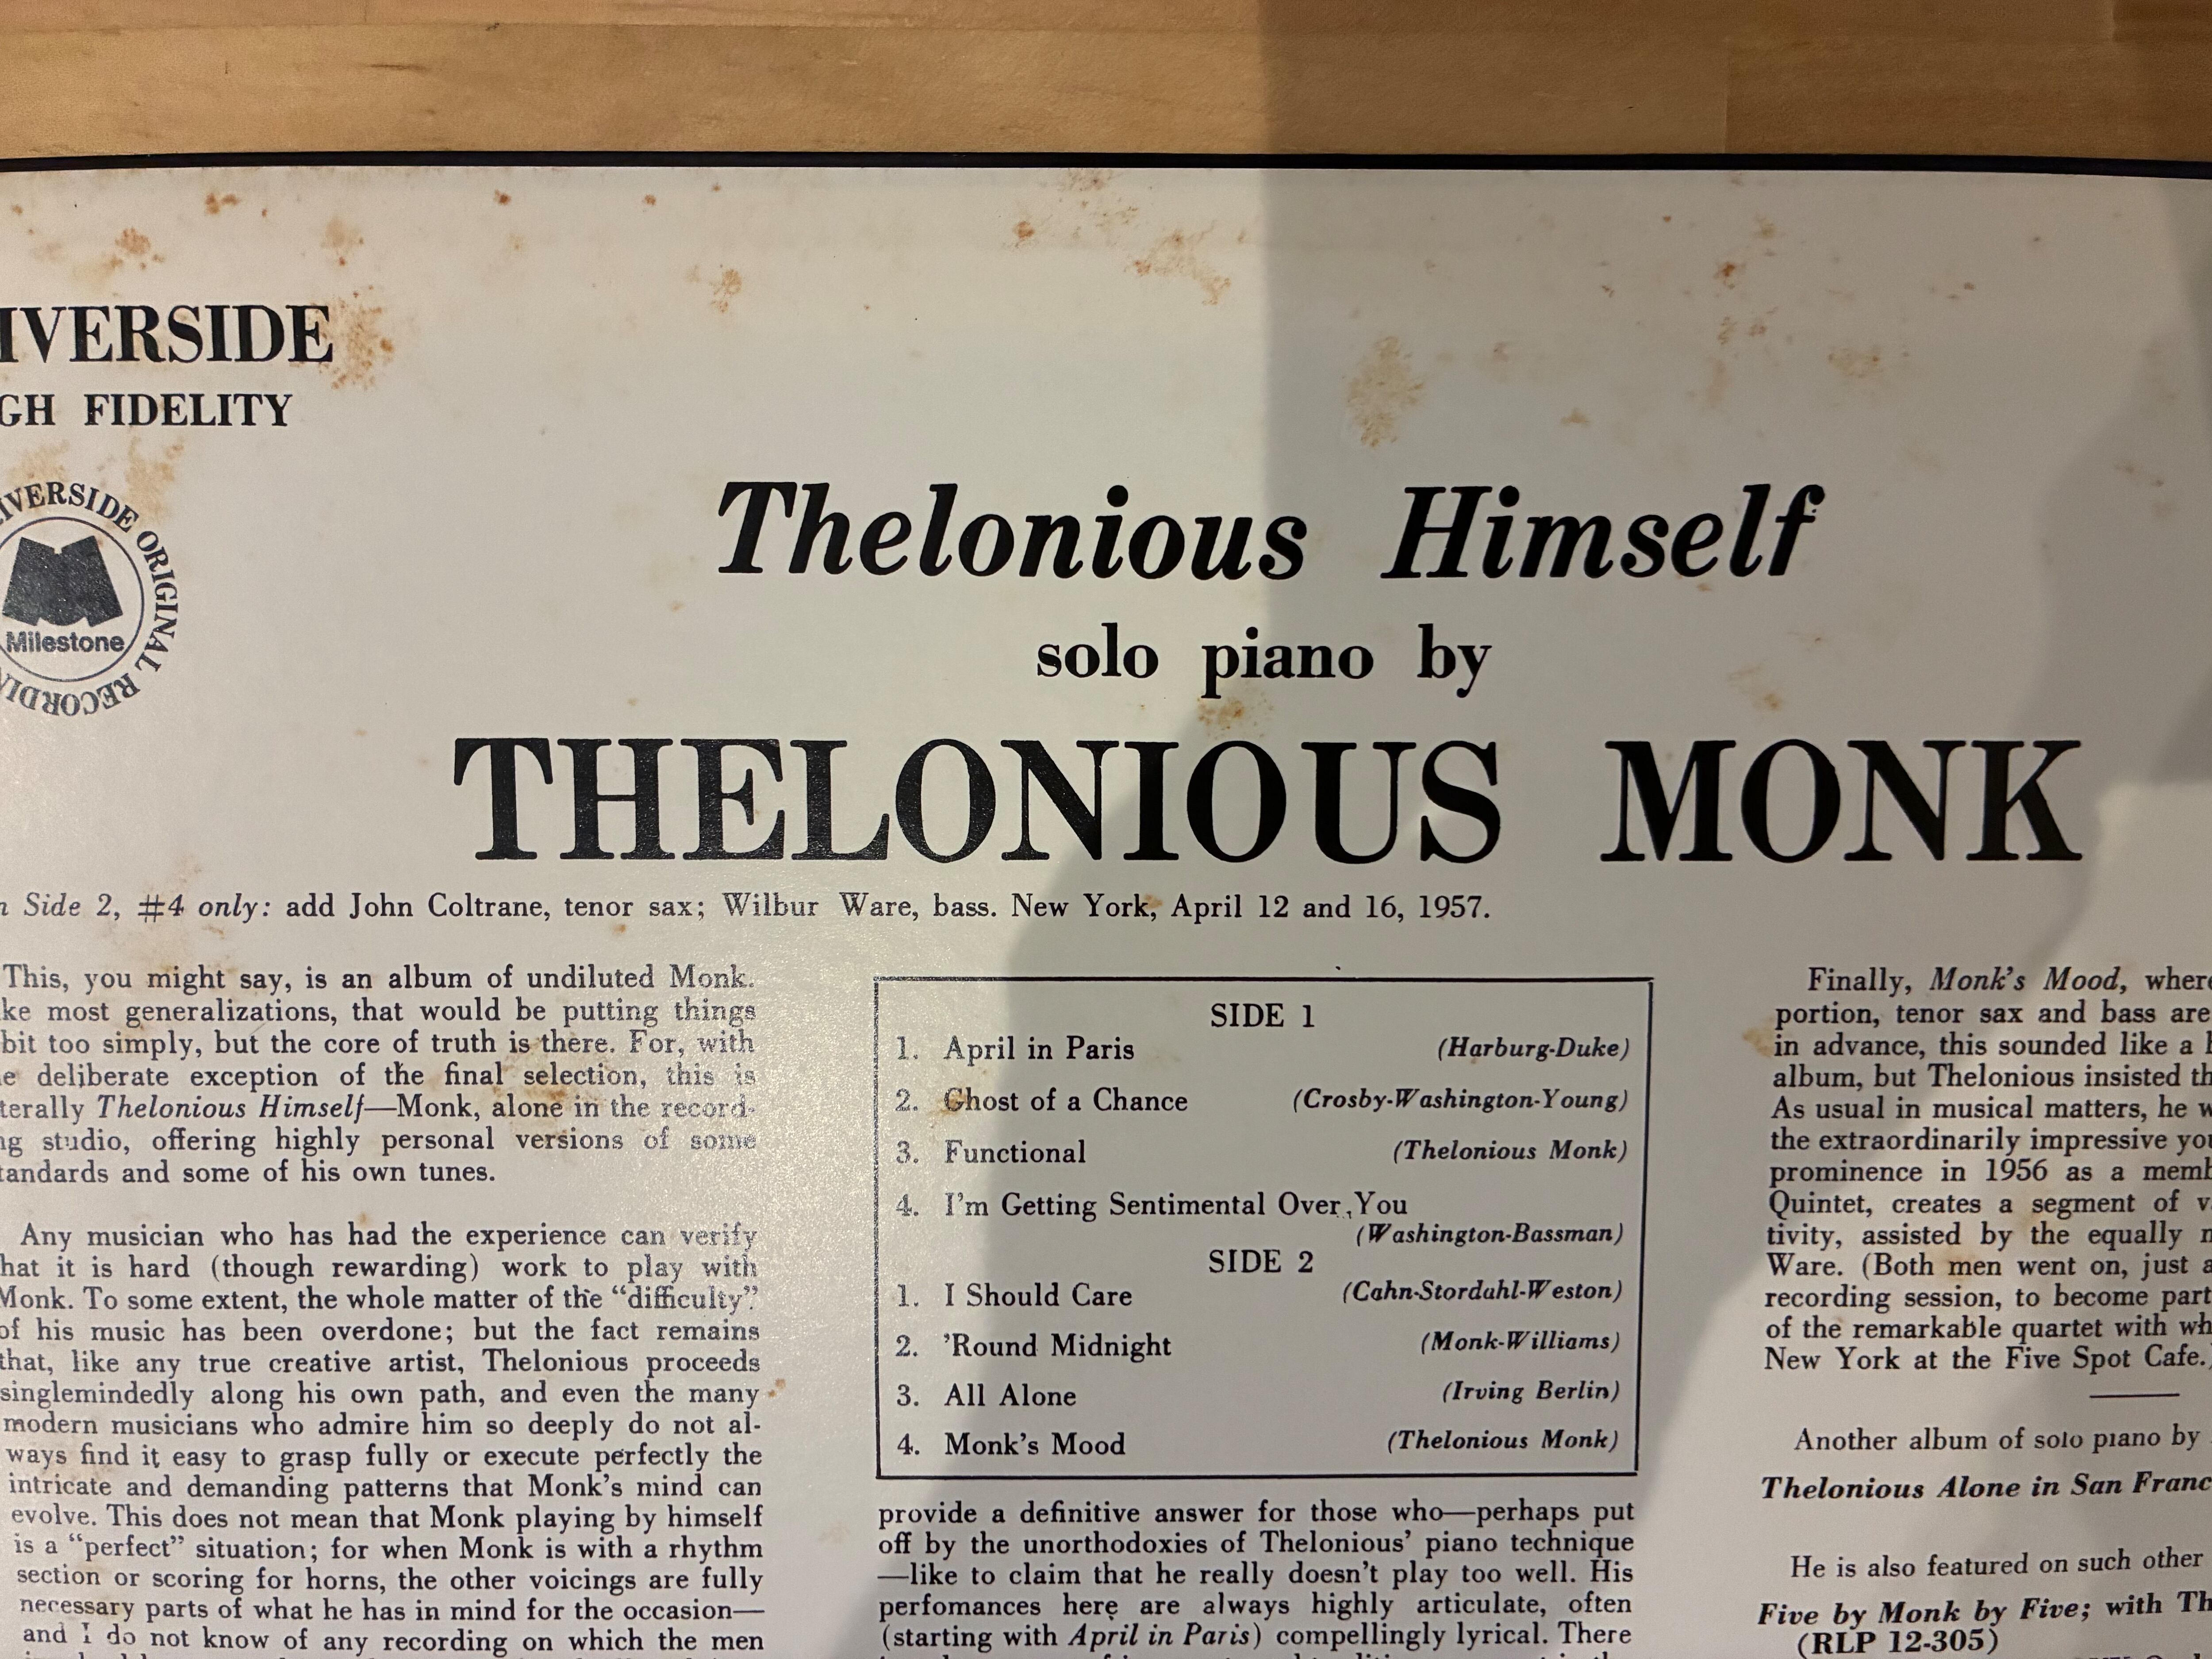 IVERSIDE
GH FIDELITY
IVERSIDE ORIGINAL RECORDIN
Milestone
Thelonious Himself
solo piano by
THELONIOUS MONK
Side 2, #4 only: add John Coltrane, tenor sax; Wilbur Ware, bass. New York, April 12 and 16, 1957.
This, you might say, is an album of undiluted Monk.
ke most generalizations, that would be putting things
bit too simply, but the core of truth is there. For, with
e deliberate exception of the final selection, this is
terally Thelonious Himself—Monk, alone in the record-
ng studio, offering highly personal versions of some
tandards and some of his own tunes.
Any musician who has had the experience can verify
hat it is hard (though rewarding) work to play with
Monk. To some extent, the whole matter of the “difficulty”
of his music has been overdone; but the fact remains
that, like any true creative artist, Thelonious proceeds
singlemindedly along his own path, and even the many
modern musicians who admire him so deeply do not al-
ways find it easy to grasp fully or execute perfectly the
intricate and demanding patterns that Monk's mind can
evolve. This does not mean that Monk playing by himself
is a “perfect” situation; for when Monk is with a rhythm
section or scoring for horns, the other voicings are fully
necessary parts of what he has in mind for the occasion—
and I do not know of any recording on which the men
SIDE 1
1. April in Paris (Harburg-Duke)
2. Ghost of a Chance (Crosby-Washington-Young)
3. Functional (Thelonious Monk)
4. I'm Getting Sentimental Over You
(Washington-Bassman)
SIDE 2
1. I Should Care (Cahn-Stordahl-Weston)
2. ’Round Midnight (Monk-Williams)
3. All Alone (Irving Berlin)
4. Monk's Mood (Thelonious Monk)
provide a definitive answer for those who—perhaps put
off by the unorthodoxies of Thelonious’ piano technique
—like to claim that he really doesn't play too well. His
perfomances here are always highly articulate, often
(starting with April in Paris) compellingly lyrical. There
Finally, Monk's Mood, where
portion, tenor sax and bass are
in advance, this sounded like a
album, but Thelonious insisted th
As usual in musical matters, he w
the extraordinarily impressive you
prominence in 1956 as a memb
Quintet, creates a segment of v
tivity, assisted by the equally
Ware. (Both men went on, just a
recording session, to become part
of the remarkable quartet with wh
New York at the Five Spot Cafe.)
Another album of solo piano by
Thelonious Alone in San Franc
He is also featured on such other
Five by Monk by Five; with Th
(RLP 12-305)